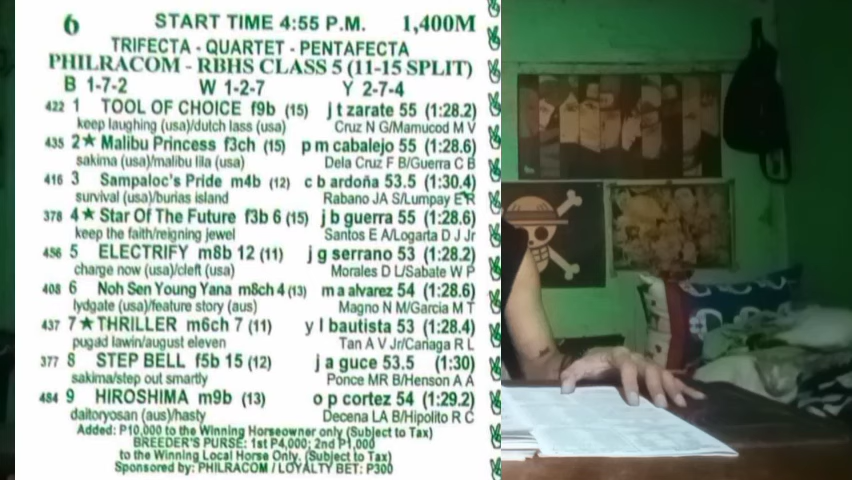 6 START TIME 4:55 P.M. 1,400M
TRIFECTA - QUARTET - PENTAFECTA
PHILRACOM - RBHS CLASS 5 (11-15 SPLIT)
B 1-7-2 W 1-2-7 Y 2-7-4
422 1 TOOL OF CHOICE f9b (15) j t zarate 55 (1:28.2)
keep laughing (usa)/dutch lass (usa) Cruz N G/Mamucod M V
435 2★ Malibu Princess f3ch (15) p m cabalejo 55 (1:28.6)
sakima (usa)/malibu lila (usa) Dela Cruz F B/Guerra C B
416 3 Sampaloc's Pride m4b (12) c b ardoña 53.5 (1:30.4)
survival (usa)/burias island Rabano JA S/Lumpay E R
378 4★ Star Of The Future f3b 6 (15) j b guerra 55 (1:28.6)
keep the faith/reigning jewel Santos E A/Logarta D J Jr
456 5 ELECTRIFY m8b 12 (11) j g serrano 53 (1:28.2)
charge now (usa)/cleft (usa) Morales D L/Sabate W P
408 6 Noh Sen Young Yana m8ch 4 (13) m a alvarez 54 (1:28.6)
lydgate (usa)/feature story (aus) Magno N M/Garcia M T
437 7★ THRILLER m6ch 7 (11) y l bautista 53 (1:28.4)
pugad lawin/august eleven Tan A V Jr/Cariaga R L
377 8 STEP BELL f5b 15 (12) j a guce 53.5 (1:30)
sakima/step out smartly Ponce MR B/Henson A A
484 9 HIROSHIMA m9b (13) o p cortez 54 (1:29.2)
daitoryosan (aus)/hasty Decena LA B/Hipolito R C
Added: P10,000 to the Winning Horseowner only (Subject to Tax)
BREEDER'S PURSE: 1st P4,000; 2nd P1,000
to the Winning Local Horse Only. (Subject to Tax)
Sponsored by: PHILRACOM / LOYALTY BET: P300